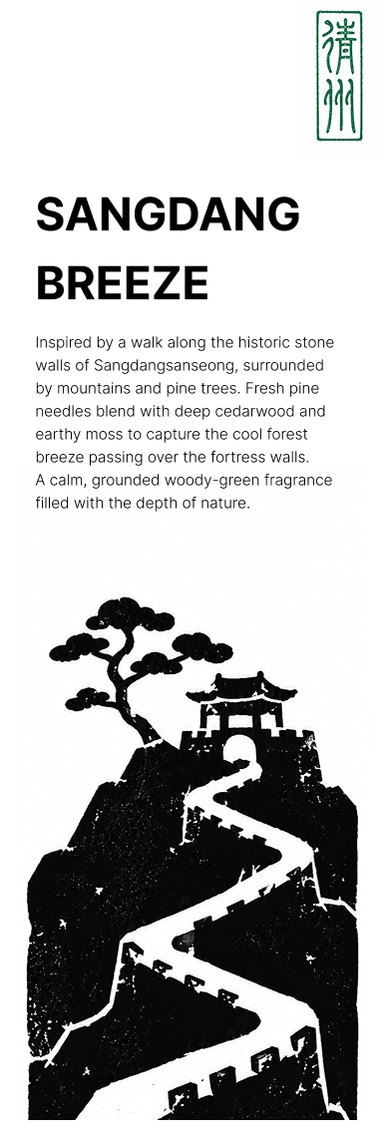 清州
SANGDANG
BREEZE
Inspired by a walk along the historic stone
walls of Sangdangsanseong, surrounded
by mountains and pine trees. Fresh pine
needles blend with deep cedarwood and
earthy moss to capture the cool forest
breeze passing over the fortress walls.
A calm, grounded woody-green fragrance
filled with the depth of nature.